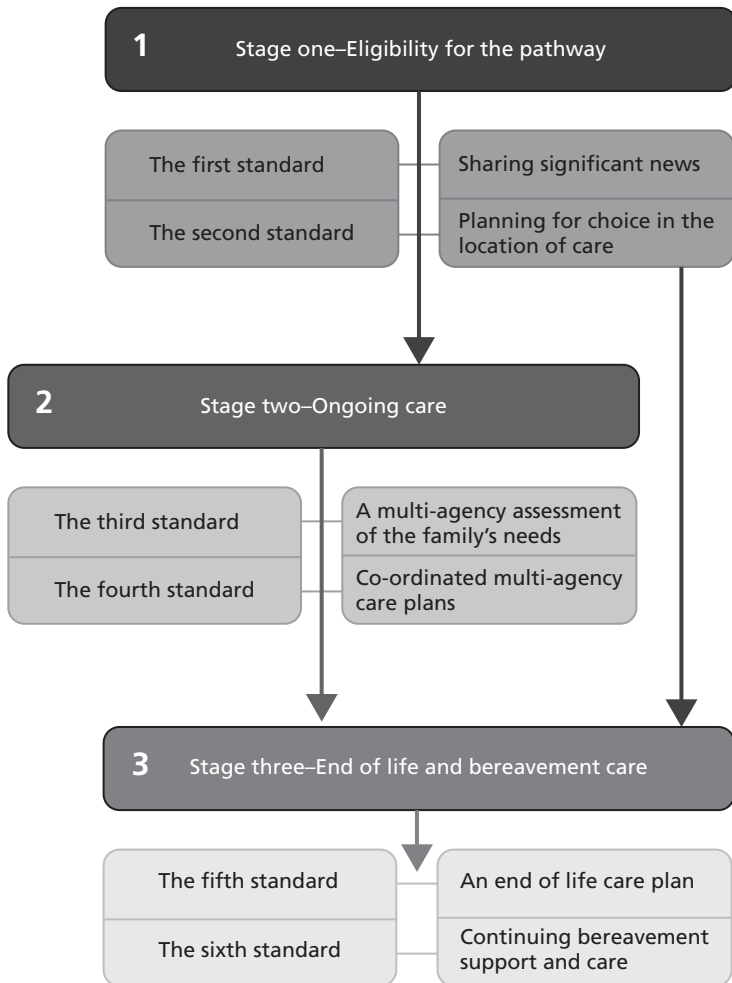 1 Stage one–Eligibility for the pathway
The first standard
Sharing significant news
The second standard
Planning for choice in the
location of care
2 Stage two–Ongoing care
The third standard
A multi-agency assessment
of the family's needs
The fourth standard
Co-ordinated multi-agency
care plans
3 Stage three–End of life and bereavement care
The fifth standard
An end of life care plan
The sixth standard
Continuing bereavement
support and care